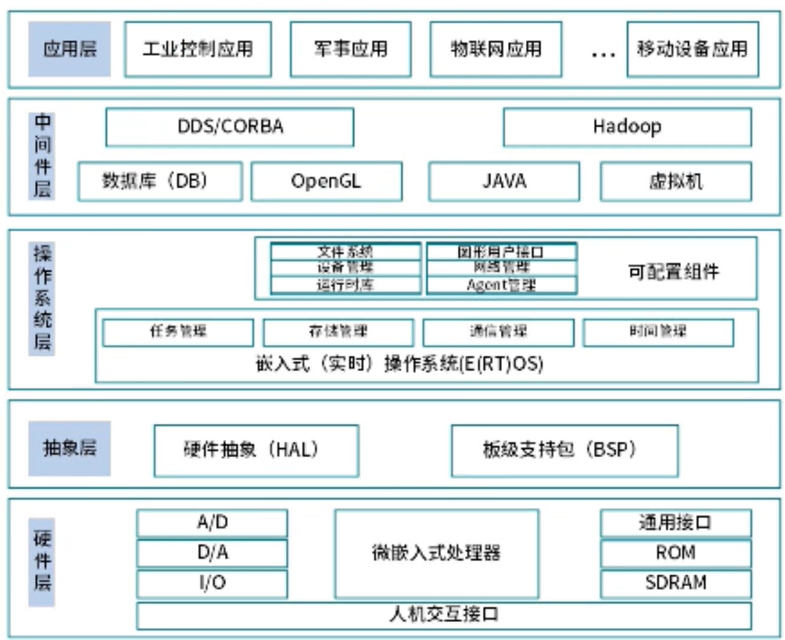 应用层 工业控制应用 军事应用 物联网应用 ... 移动设备应用
中间件层
DDS/CORBA Hadoop
数据库（DB） OpenGL JAVA 虚拟机
操作系统层
文件系统 图形用户接口
设备管理 网络管理
运行时库 Agent管理
可配置组件
任务管理 存储管理 通信管理 时间管理
嵌入式（实时）操作系统(E(RT)OS)
抽象层 硬件抽象（HAL） 板级支持包（BSP）
硬件层
A/D
D/A
I/O
微嵌入式处理器
通用接口
ROM
SDRAM
人机交互接口